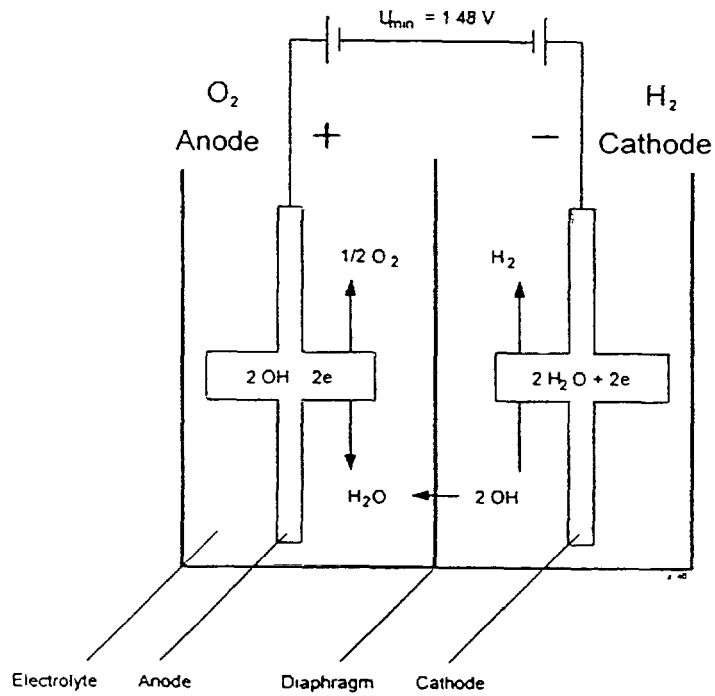 U_min = 1 48 V
O₂
Anode
+
−
H₂
Cathode
1/2 O₂
H₂
2 OH 2e
2 H₂O + 2e
H₂O
2 OH
Electrolyte
Anode
Diaphragm
Cathode